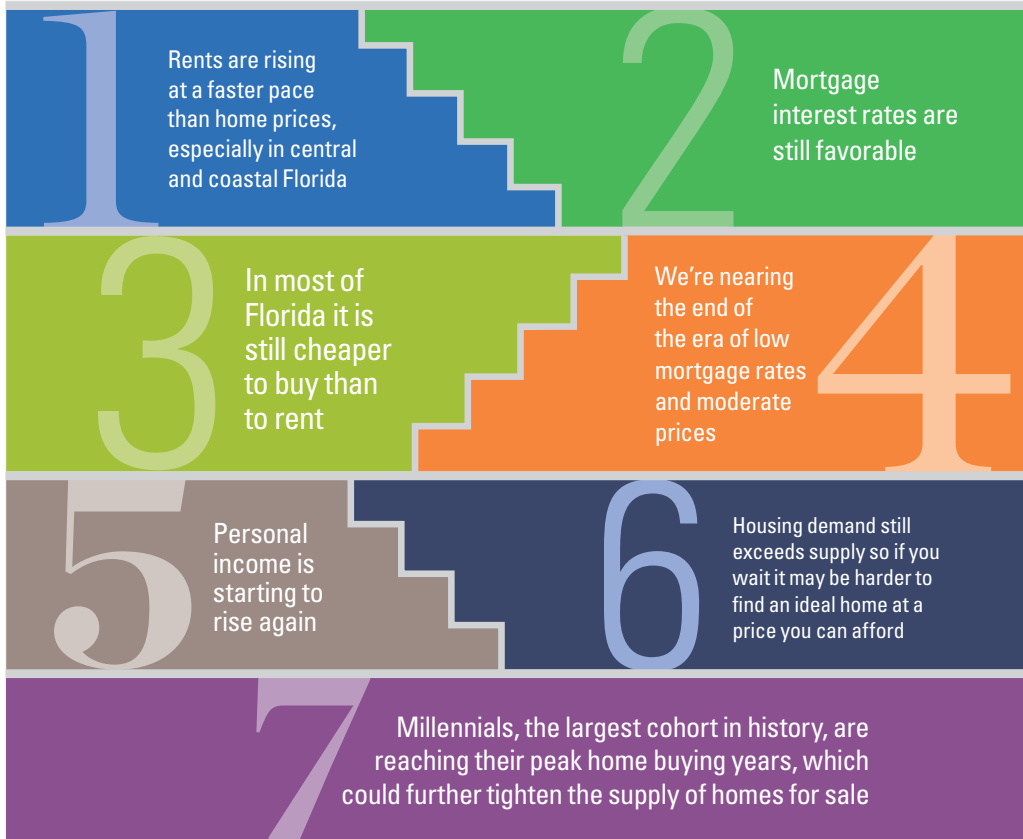 1
Rents are rising
at a faster pace
than home prices,
especially in central
and coastal Florida
2
Mortgage
interest rates are
still favorable
3
In most of
Florida it is
still cheaper
to buy than
to rent
4
We're nearing
the end of
the era of low
mortgage rates
and moderate
prices
5
Personal
income is
starting to
rise again
6
Housing demand still
exceeds supply so if you
wait it may be harder to
find an ideal home at a
price you can afford
7
Millennials, the largest cohort in history, are
reaching their peak home buying years, which
could further tighten the supply of homes for sale